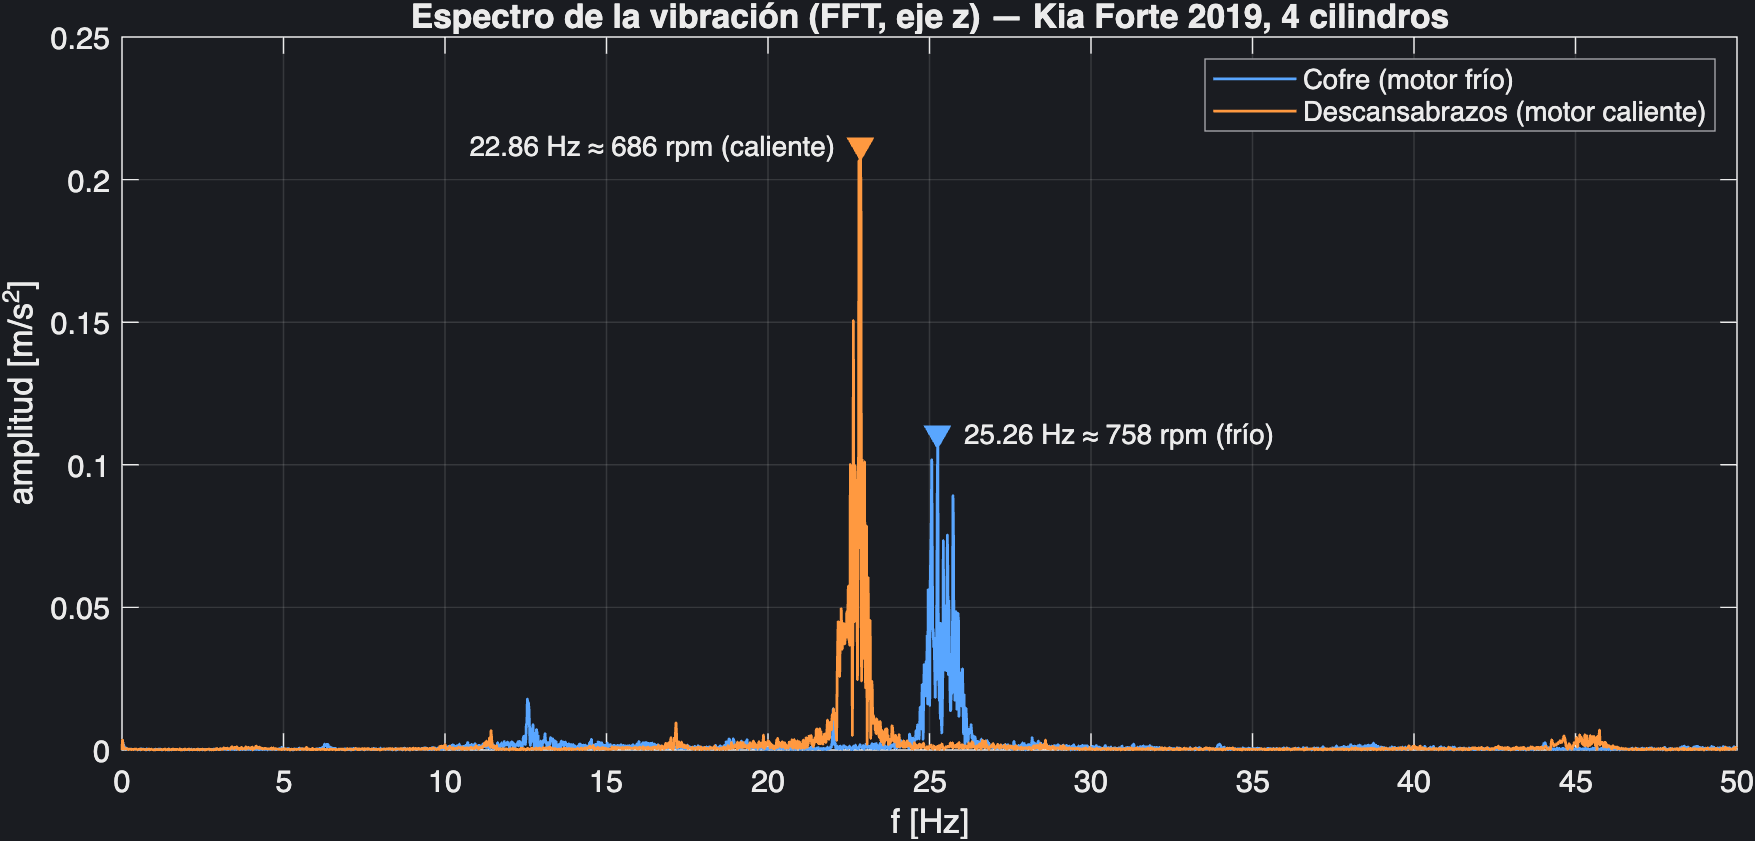 Espectro de la vibración (FFT, eje z) — Kia Forte 2019, 4 cilindros
Cofre (motor frío)
Descansabrazos (motor caliente)
22.86 Hz ≈ 686 rpm (caliente)
25.26 Hz ≈ 758 rpm (frío)
amplitud [m/s²]
0.25
0.2
0.15
0.1
0.05
0
0 5 10 15 20 25 30 35 40 45 50
f [Hz]